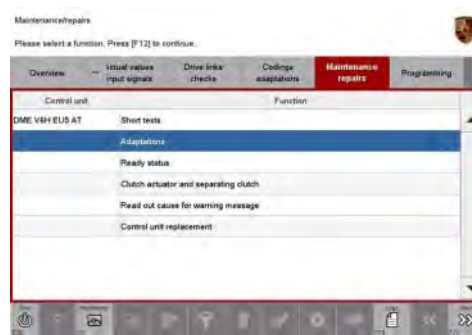 Maintenance/repairs
Please select a function. Press [F12] to continue.
Overview
Actual values input signals
Drive links checks
Codings adaptations
Maintenance repairs
Programming
Control unit
Function
DME V6H EU5 AT
Short tests
Adaptations
Ready status
Clutch actuator and separating clutch
Read out cause for warning message
Control unit replacement